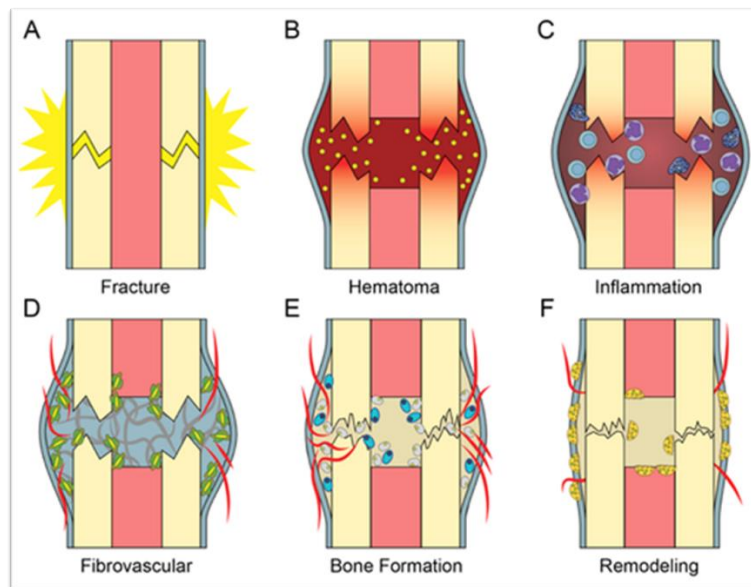 A
B
C
Fracture
Hematoma
Inflammation
D
E
F
Fibrovascular
Bone Formation
Remodeling